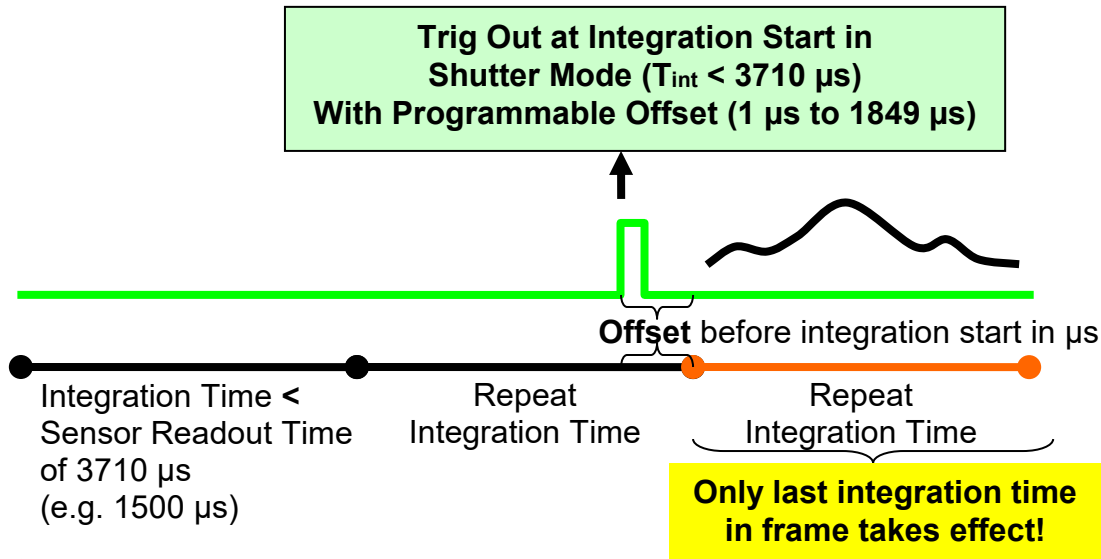 Trig Out at Integration Start in
Shutter Mode (Tint < 3710 µs)
With Programmable Offset (1 µs to 1849 µs)
Offset before integration start in µs
Integration Time <
Sensor Readout Time
of 3710 µs
(e.g. 1500 µs)
Repeat
Integration Time
Repeat
Integration Time
Only last integration time
in frame takes effect!